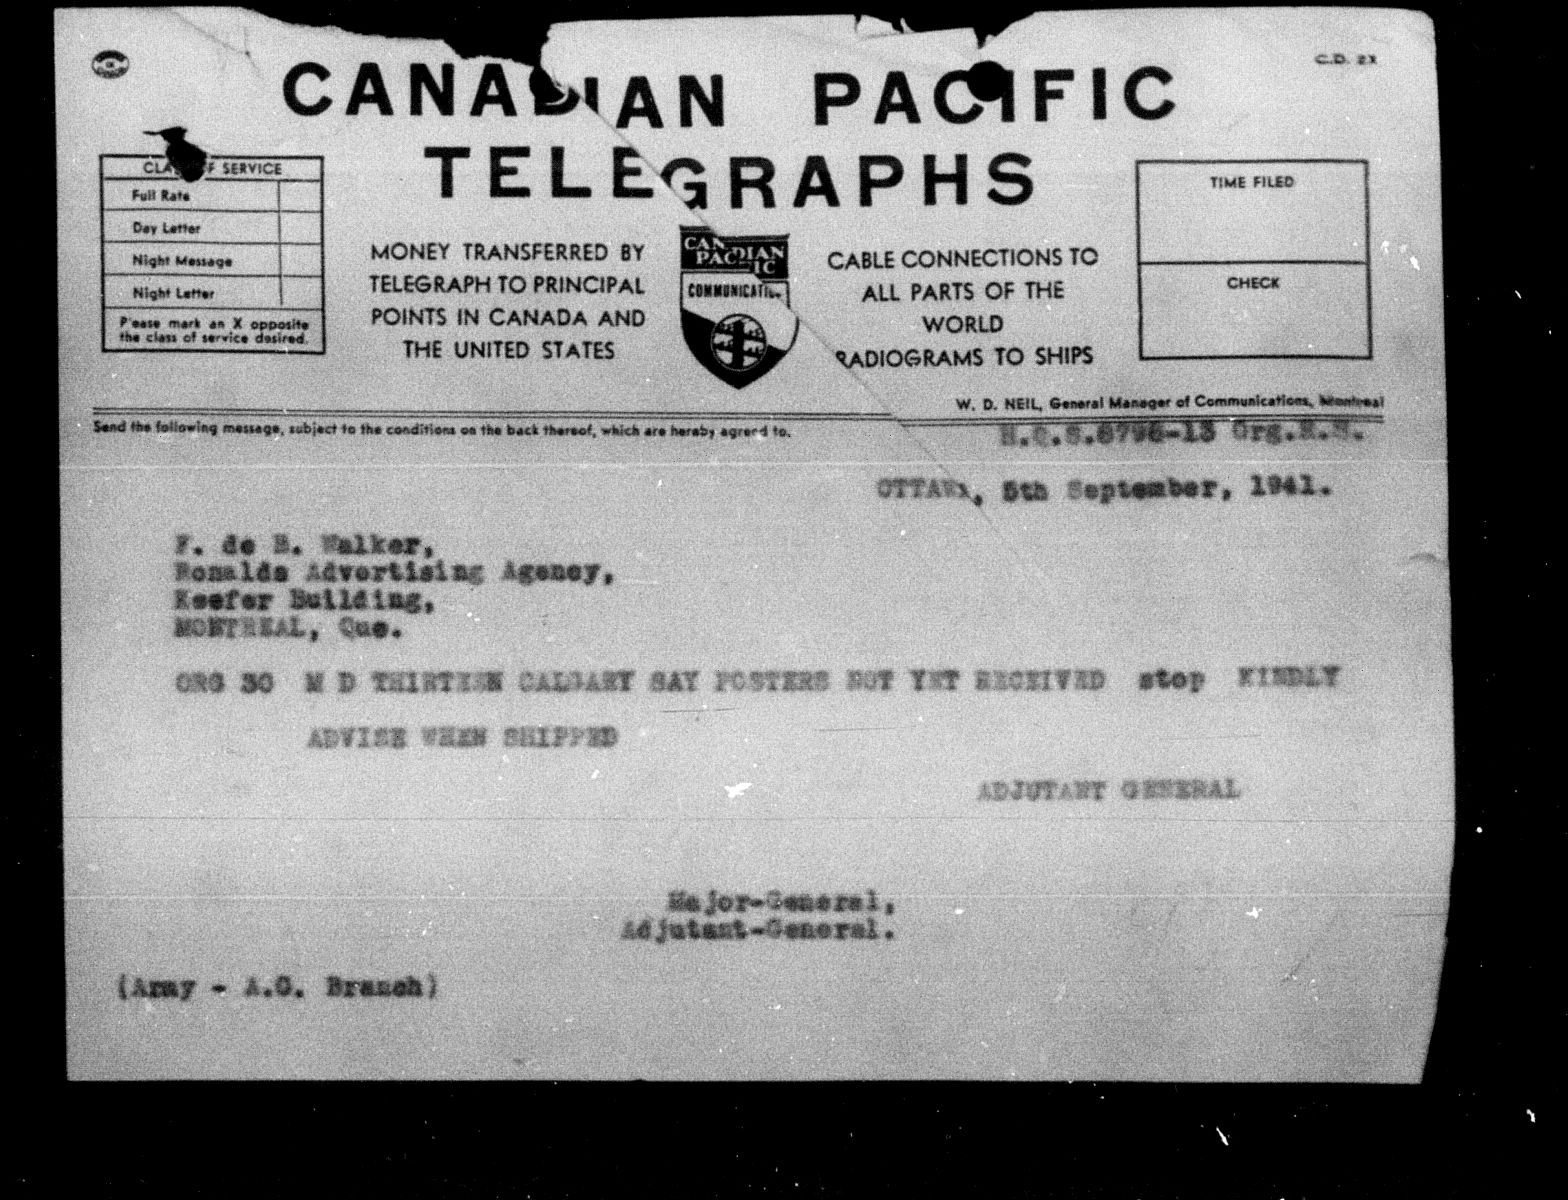 C.D. 2X
CANADIAN PACIFIC
TELEGRAPHS
CLASS OF SERVICE
Full Rate
Day Letter
Night Message
Night Letter
Please mark an X opposite
the class of service desired.
MONEY TRANSFERRED BY
TELEGRAPH TO PRINCIPAL
POINTS IN CANADA AND
THE UNITED STATES
CANADIAN
PACIFIC
COMMUNICATIONS
CABLE CONNECTIONS TO
ALL PARTS OF THE
WORLD
RADIOGRAMS TO SHIPS
TIME FILED
CHECK
W. D. NEIL, General Manager of Communications, Montreal
Send the following message, subject to the conditions on the back thereof, which are hereby agreed to.
OTTAWA, 5th September, 1941.
F. de B. Walker,
Ronalds Advertising Agency,
Keefer Building,
MONTREAL, Que.
ORG 30 M D THIRTEEN CALGARY SAY POSTERS NOT YET RECEIVED stop KINDLY
ADVISE WHEN SHIPPED
ADJUTANT GENERAL
Major-General,
Adjutant-General.
(Army - A.G. Branch)